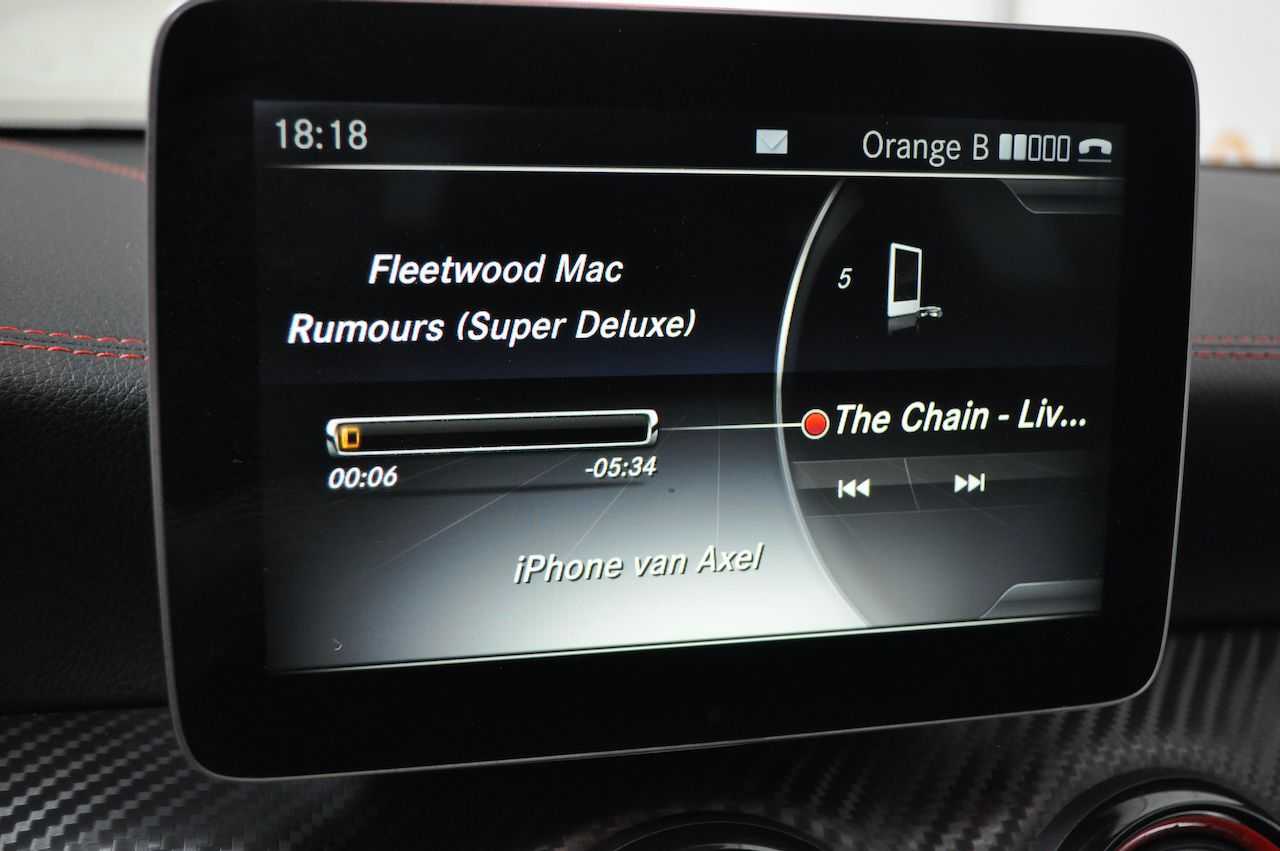 18:18
Orange B
Fleetwood Mac
Rumours (Super Deluxe)
5
The Chain - Liv...
00:06
-05:34
iPhone van Axel